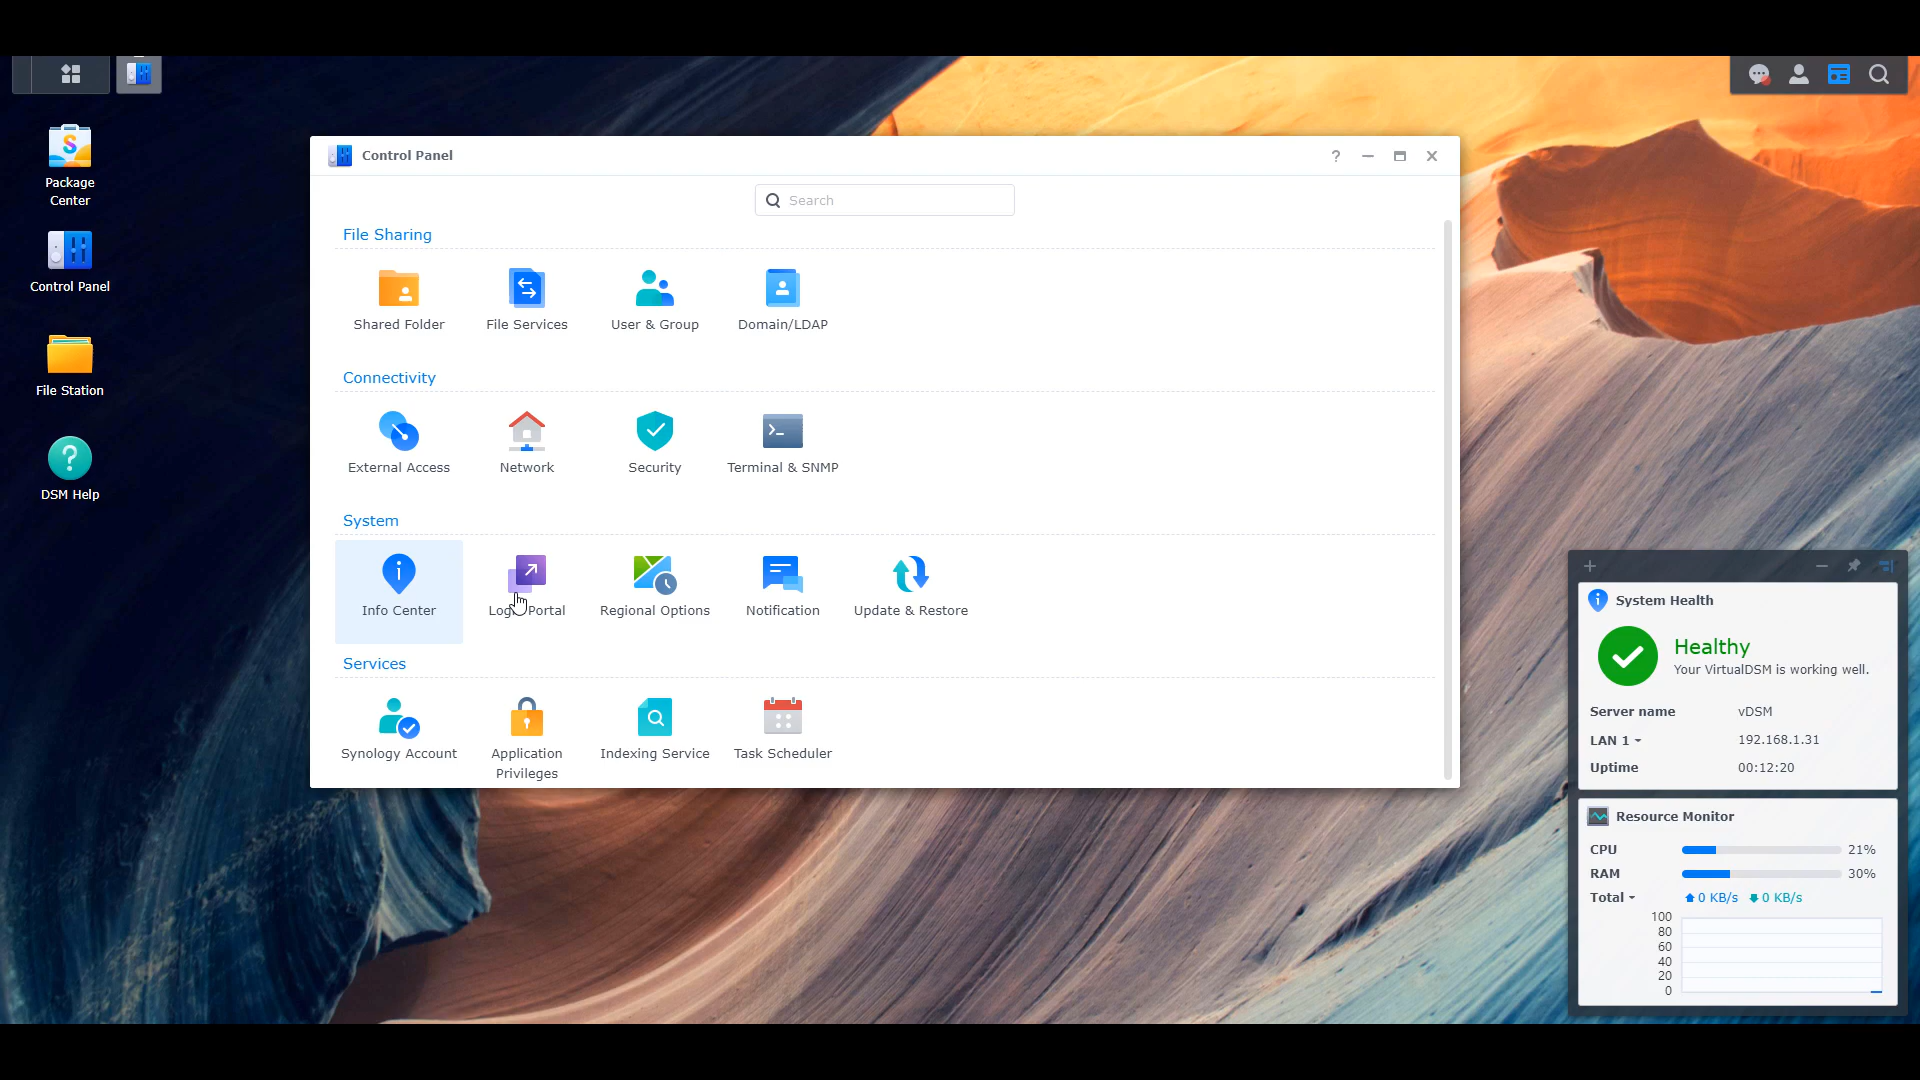 Package
Center
Control Panel
File Station
DSM Help
Control Panel
?
Search
File Sharing
Shared Folder
File Services
User & Group
Domain/LDAP
Connectivity
External Access
Network
Security
Terminal & SNMP
System
Info Center
Portal
Regional Options
Notification
Update & Restore
Services
Synology Account
Application
Privileges
Indexing Service
Task Scheduler
System Health
Healthy
Your VirtualDSM is working well.
Server name vDSM
LAN 1 192.168.1.31
Uptime 00:12:20
Resource Monitor
CPU 21%
RAM 30%
Total 0 KB/s 0 KB/s
100
80
60
40
20
0